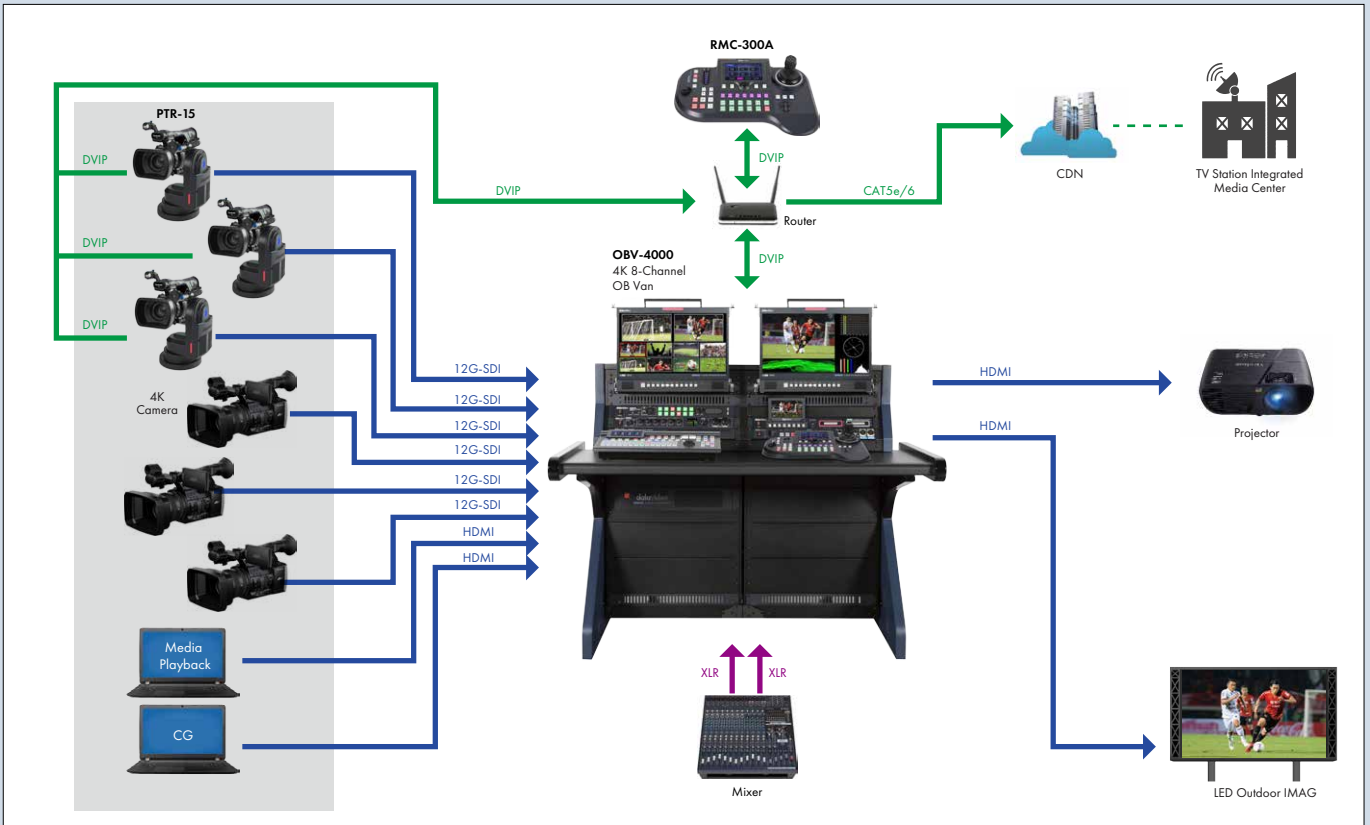 RMC-300A
PTR-15
DVIP
DVIP
DVIP
DVIP
DVIP
Router
CAT5e/6
CDN
TV Station Integrated
Media Center
DVIP
OBV-4000
4K 8-Channel
OB Van
4K
Camera
12G-SDI
12G-SDI
12G-SDI
12G-SDI
12G-SDI
12G-SDI
HDMI
HDMI
HDMI
Projector
HDMI
datavideo
Media
Playback
CG
XLR
XLR
Mixer
LED Outdoor IMAG